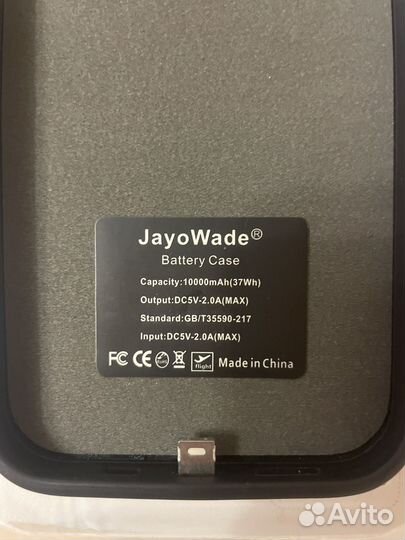 JayoWade®
Battery Case
Capacity:10000mAh(37Wh)
Output:DC5V-2.0A(MAX)
Standard:GB/T35590-217
Input:DC5V-2.0A(MAX)
FC CE RoHS flight Made in China
Avito